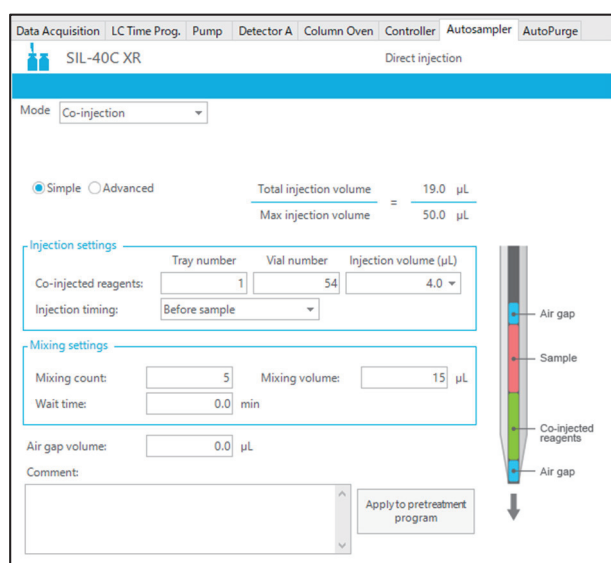 Data Acquisition LC Time Prog. Pump Detector A Column Oven Controller Autosampler AutoPurge
SIL-40C XR Direct injection
Mode Co-injection
Simple Advanced
Total injection volume = 19.0 µL
Max injection volume 50.0 µL
Injection settings
Tray number Vial number Injection volume (µL)
Co-injected reagents: 1 54 4.0
Injection timing: Before sample
Mixing settings
Mixing count: 5 Mixing volume: 15 µL
Wait time: 0.0 min
Air gap volume: 0.0 µL
Comment:
Apply to pretreatment
program
Air gap
Sample
Co-injected
reagents
Air gap